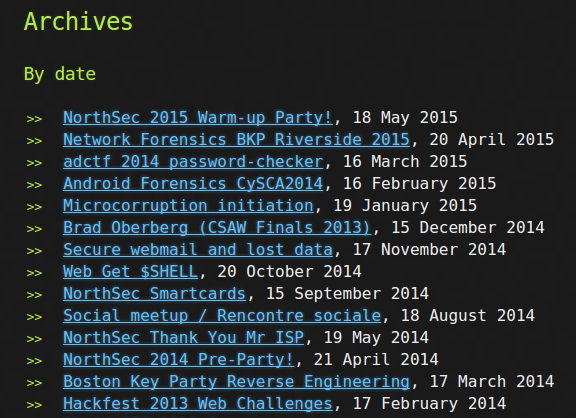 Archives
By date
>> NorthSec 2015 Warm-up Party!, 18 May 2015
>> Network Forensics BKP Riverside 2015, 20 April 2015
>> adctf 2014 password-checker, 16 March 2015
>> Android Forensics CySCA2014, 16 February 2015
>> Microcorruption initiation, 19 January 2015
>> Brad Oberberg (CSAW Finals 2013), 15 December 2014
>> Secure webmail and lost data, 17 November 2014
>> Web Get $SHELL, 20 October 2014
>> NorthSec Smartcards, 15 September 2014
>> Social meetup / Rencontre sociale, 18 August 2014
>> NorthSec Thank You Mr ISP, 19 May 2014
>> NorthSec 2014 Pre-Party!, 21 April 2014
>> Boston Key Party Reverse Engineering, 17 March 2014
>> Hackfest 2013 Web Challenges, 17 February 2014